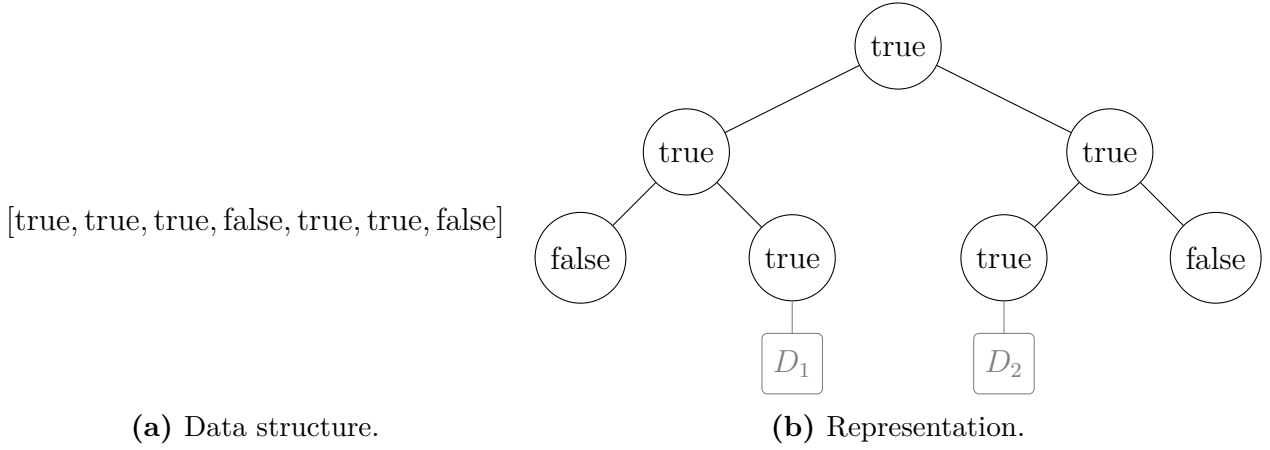 true
true
true
[true, true, true, false, true, true, false]
false
true
true
false
D₁
D₂
(a) Data structure.
(b) Representation.